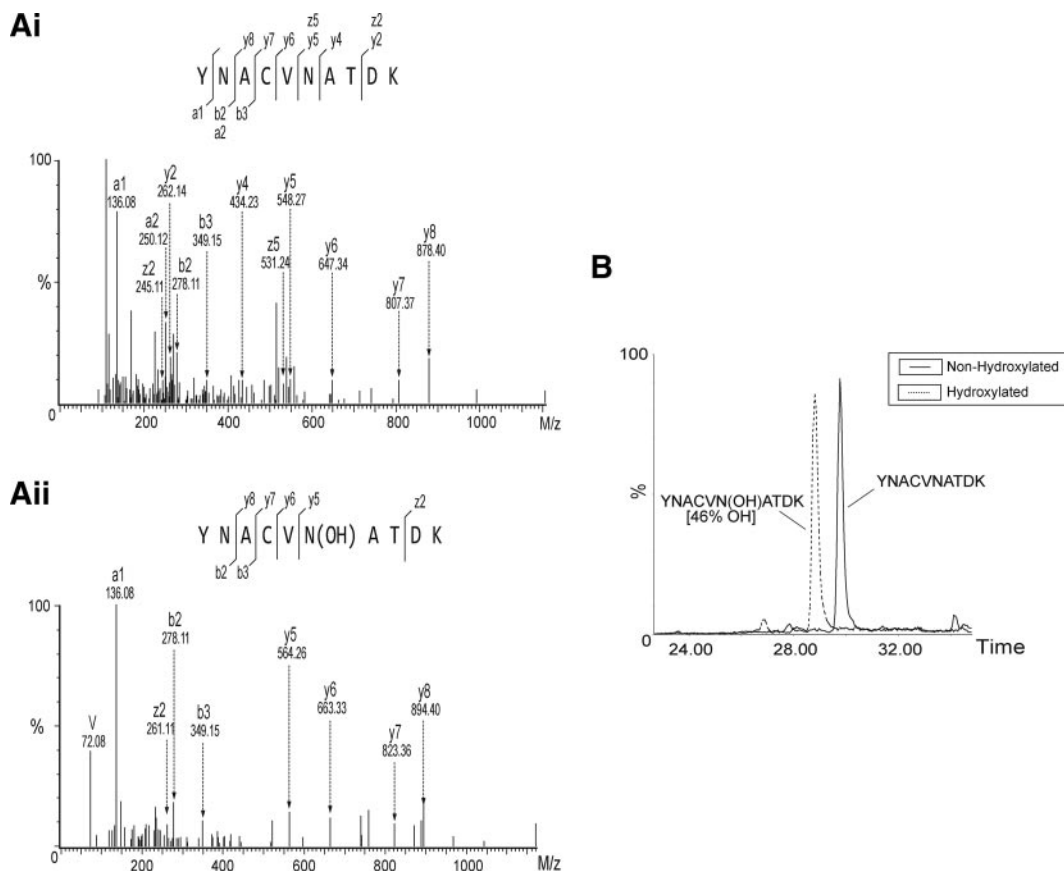 Ai
z5 z2
y8 y7 y6 y5 y4 y2
Y N A C V N A T D K
a1 b2 b3
a2
100
%
a1
136.08
y2
262.14
a2
250.12
z2
245.11
b2
278.11
b3
349.15
y4
434.23
z5
531.24
y5
548.27
y6
647.34
y7
807.37
y8
878.40
0 200 400 600 800 1000 M/z
Aii
y8 y7 y6 y5 z2
Y N A C V N(OH) A T D K
b2 b3
100
%
V
72.08
a1
136.08
z2
261.11
b2
278.11
b3
349.15
y5
564.26
y6
663.33
y7
823.36
y8
894.40
0 200 400 600 800 1000 M/z
B
100
%
0
Non-Hydroxylated
Hydroxylated
YNACVN(OH)ATDK
[46% OH]
YNACVNATDK
24.00 28.00 32.00 Time